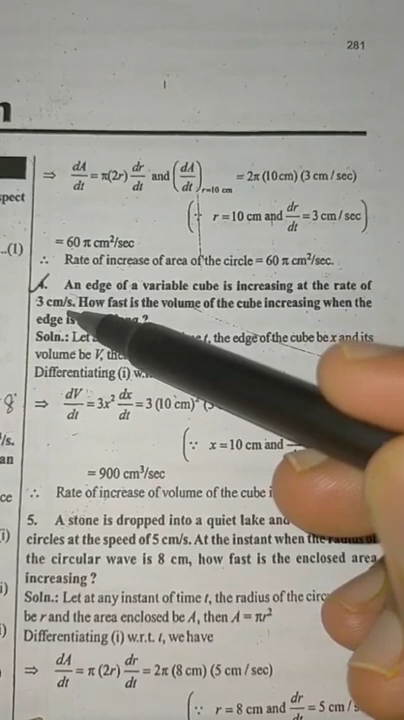 281
n
spect
⇒ dA/dt = π(2r) dr/dt and (dA/dt)r=10 cm = 2π (10cm) (3 cm / sec)
(∵ r = 10 cm and dr/dt = 3 cm / sec)
= 60 π cm²/sec
..(1)
∴ Rate of increase of area of the circle = 60 π cm²/sec.
4. An edge of a variable cube is increasing at the rate of
3 cm/s. How fast is the volume of the cube increasing when the
edge is ?
Soln.: Let t, the edge of the cube be x and its
volume be V, the
Differentiating (i) w.
8
⇒ dV/dt = 3x² dx/dt = 3 (10 cm)² (3
/s.
(∵ x = 10 cm and
an
= 900 cm³/sec
ce
∴ Rate of increase of volume of the cube i
5. A stone is dropped into a quiet lake and
i) circles at the speed of 5 cm/s. At the instant when the radius of
the circular wave is 8 cm, how fast is the enclosed area
increasing ?
i) Soln.: Let at any instant of time t, the radius of the circ
be r and the area enclosed be A, then A = πr²
i) Differentiating (i) w.r.t. t, we have
⇒ dA/dt = π (2r) dr/dt = 2π (8 cm) (5 cm / sec)
(∵ r = 8 cm and dr/dt = 5 cm / s